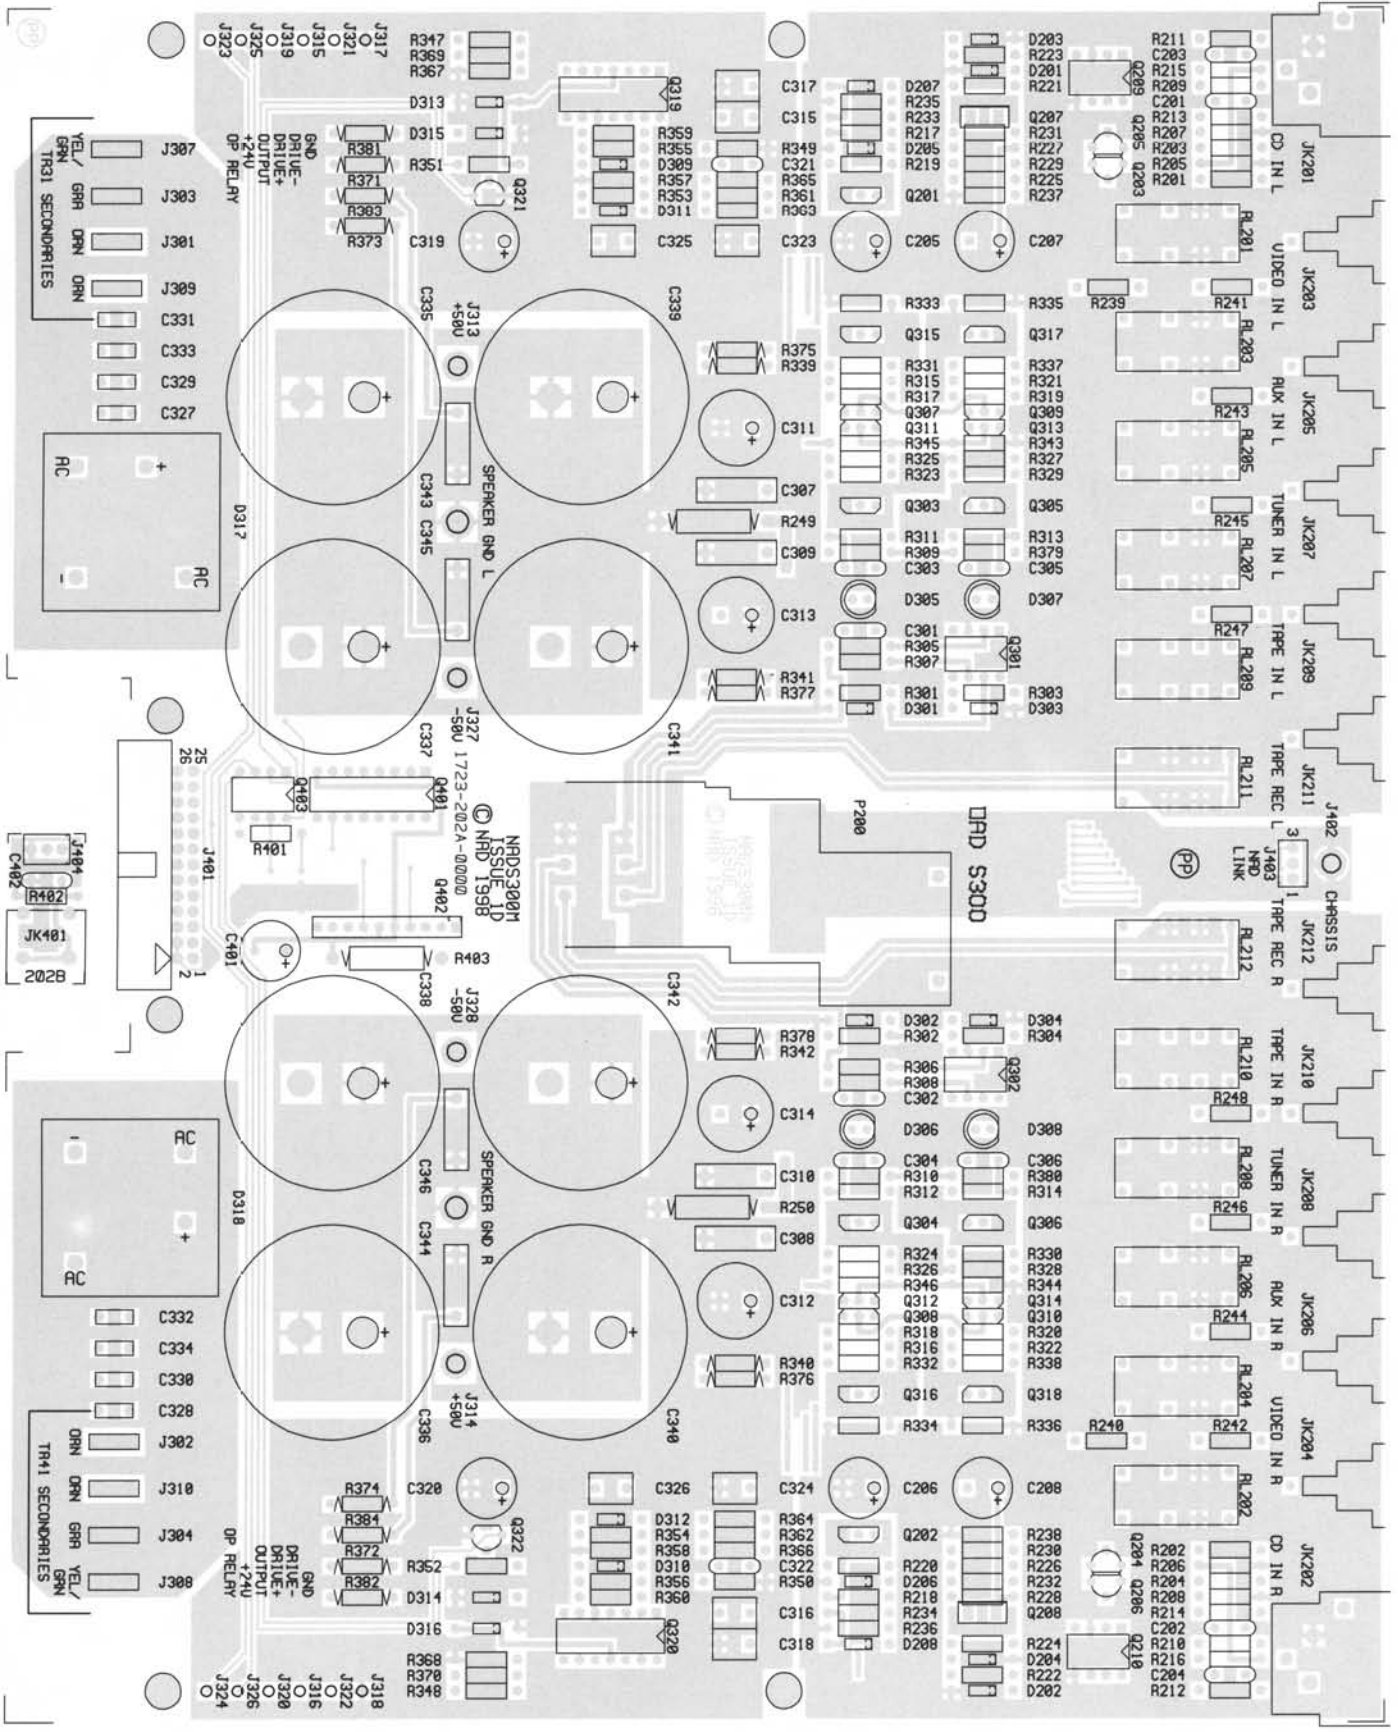 J323
J325
J319
J315
J321
J317
R347
R369
R367
D313
D315
R351
R381
R371
R383
R373
Q321
C319
Q319
R359
R355
D309
R357
R353
D311
C325
C317
C315
R349
C321
R365
R361
R363
C323
D207
R235
R233
R217
D205
R219
Q201
C205
D203
R223
D201
R221
Q207
R231
R227
R229
R225
R237
C207
Q209
Q205
Q203
R211
C203
R215
R209
C201
R213
R207
R203
R205
R201
CD IN L
JK201
YEL/
GRN
J307
GRA
J303
ORN
J301
ORN
J309
TR31 SECONDARIES
GND
DRIVE-
DRIVE+
OUTPUT
+24V
OP RELAY
C331
C333
C329
C327
AC
+
-
AC
D317
C335
J313
+50V
C339
C343
C345
SPEAKER GND L
C337
J327
-50V
C341
R375
R339
C311
C307
R249
C309
C313
R341
R377
R333
Q315
R331
R315
R317
Q307
Q311
R345
R325
R323
Q303
R311
R309
C303
D305
C301
R305
R307
R301
D301
R335
Q317
R337
R321
R319
Q309
Q313
R343
R327
R329
Q305
R313
R379
C305
D307
Q301
R303
D303
RL201
VIDEO IN L
JK203
R239
R241
RL203
AUX IN L
JK205
R243
RL205
TUNER IN L
JK207
R245
RL207
TAPE IN L
JK209
R247
RL209
TAPE REC L
JK211
RL211
25
26
J401
1
2
Q403
Q401
R401
Q402
C401
R403
1723-202A-0000
© NAD 1998
ISSUE 1D
NADS300M
P200
NAD S300
PP
3
J403
NAD
LINK
1
J402
CHASSIS
J404
C402
R402
JK401
202B
TAPE REC R
JK212
RL212
C338
J328
-50V
C342
C346
C344
SPEAKER GND R
C336
J314
+50V
C340
R378
R342
C314
C310
R250
C308
C312
R340
R376
D302
R302
R306
R308
C302
D306
C304
R310
R312
Q304
R324
R326
R346
Q312
Q308
R318
R316
R332
Q316
R334
D304
R304
Q302
D308
C306
R380
R314
Q306
R330
R328
R344
Q314
Q310
R320
R322
R338
Q318
R336
RL210
TAPE IN R
JK210
R248
RL208
TUNER IN R
JK208
R246
RL206
AUX IN R
JK206
R244
RL204
VIDEO IN R
JK204
R240
R242
RL202
CD IN R
JK202
-
AC
+
AC
D318
C332
C334
C330
C328
ORN
J302
ORN
J310
GRA
J304
YEL/
GRN
J308
TR41 SECONDARIES
GND
DRIVE-
DRIVE+
OUTPUT
+24V
OP RELAY
R374
R384
R372
R382
C320
Q322
R352
D314
D316
R368
R370
R348
C326
D312
R354
R358
D310
R356
R360
Q320
C324
R364
R362
R366
C322
R350
C316
C318
C206
Q202
R220
D206
R218
R234
R236
D208
C208
R238
R230
R226
R232
R228
Q208
R224
D204
R222
D202
Q204
Q206
Q210
R202
R206
R204
R208
R214
C202
R210
R216
C204
R212
J324
J326
J320
J316
J322
J318